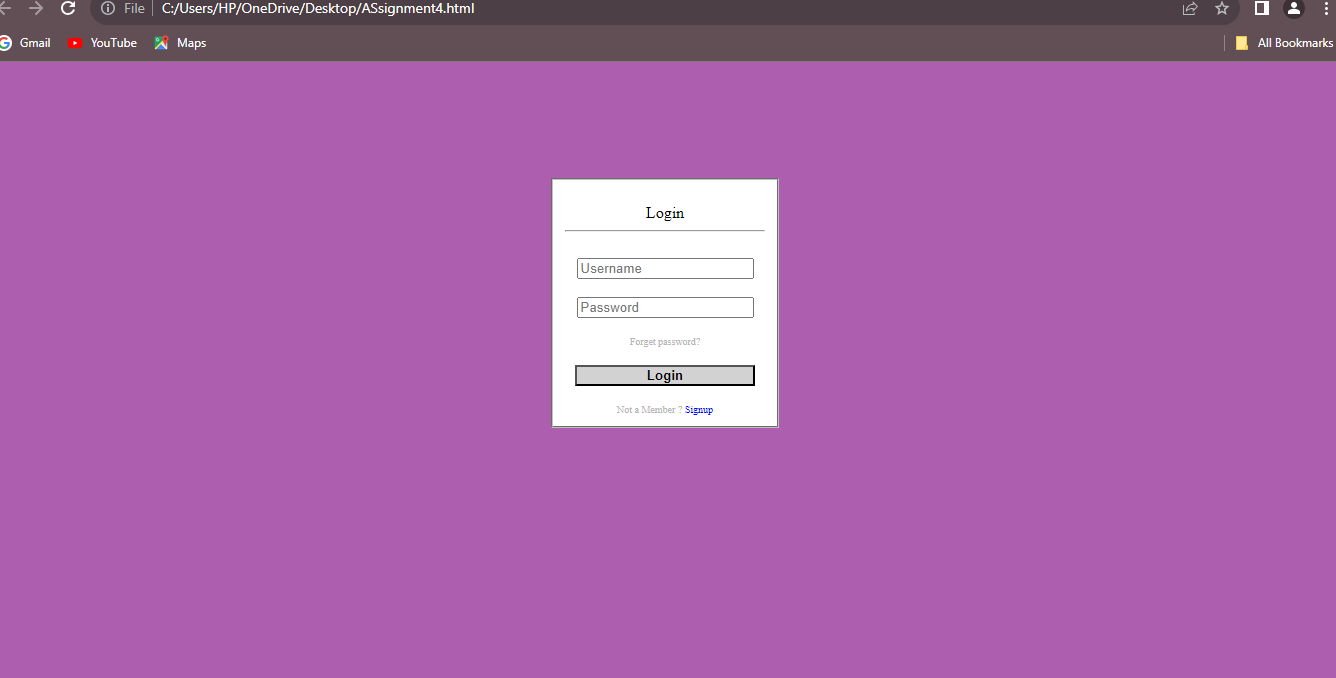 File C:/Users/HP/OneDrive/Desktop/ASsignment4.html
Gmail YouTube Maps All Bookmarks
Login
Username
Password
Forget password?
Login
Not a Member ? Signup